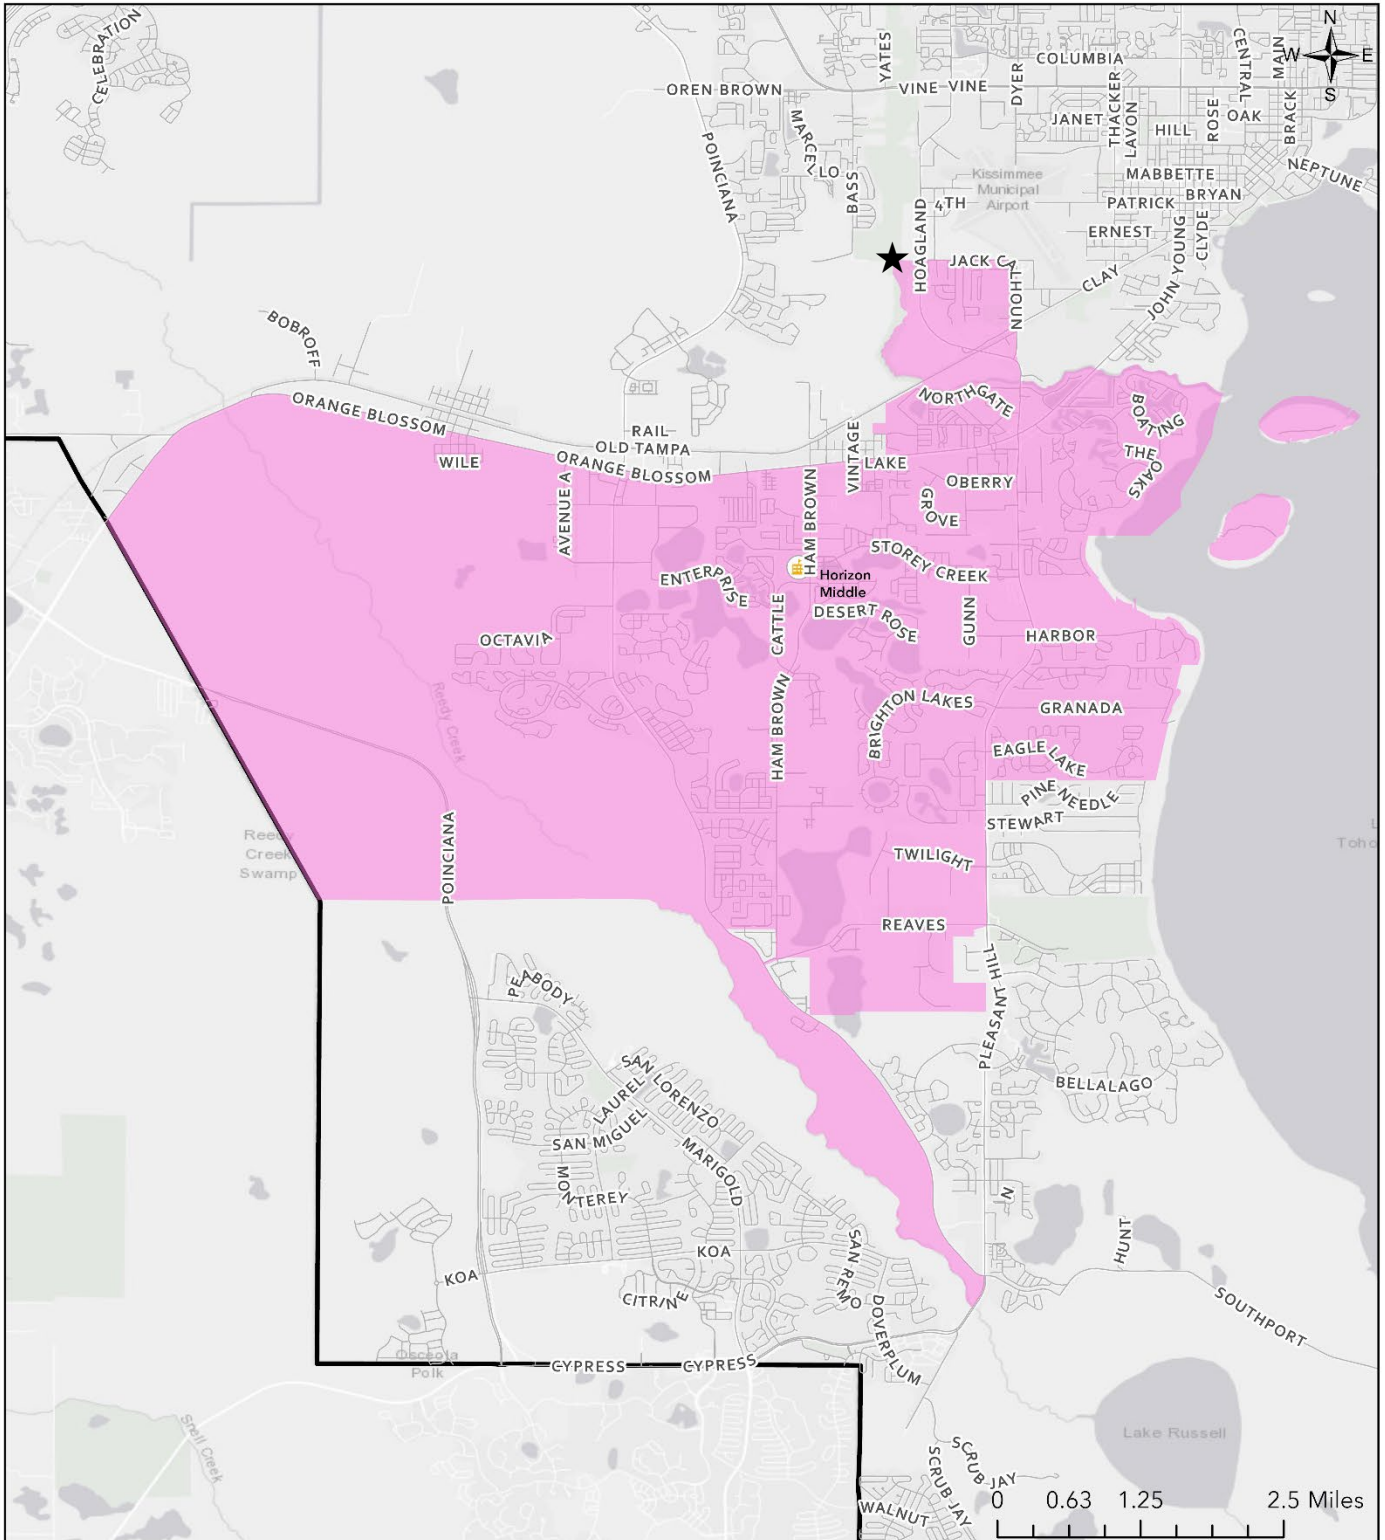 CELEBRATION
YATES
COLUMBIA
CENTRAL
MAIN
N
W E
S
OREN BROWN
VINE VINE
DYER
THACKER
LAVON
JANET
HILL
ROSE
OAK
BRACK
MARCEL
LO
BASS
POINCIANA
NEPTUNE
Kissimmee
Municipal
Airport
MABBETTE
BRYAN
PATRICK
4TH
HOAGLAND
ERNEST
CLYDE
JOHN YOUNG
JACK CALHOUN
CLAY
BOBROFF
ORANGE BLOSSOM
NORTHGATE
BOATING
THE OAKS
RAIL
OLD TAMPA
ORANGE BLOSSOM
WILE
VINTAGE
LAKE
OBERRY
AVENUE A
HAM BROWN
GROVE
STOREY CREEK
ENTERPRISE
Horizon
Middle
DESERT ROSE
CATTLE
GUNN
HARBOR
OCTAVIA
Reedy Creek
HAM BROWN
BRIGHTON LAKES
GRANADA
EAGLE LAKE
PINE NEEDLE
STEWART
POINCIANA
Reedy
Creek
Swamp
TWILIGHT
L
Toho
REAVES
PLEASANT HILL
PEABODY
SAN LORENZO
LAUREL
SAN MIGUEL
MARIGOLD
MONTEREY
BELLALAGO
N
HUNT
KOA
KOA
SAN REMO
CITRINE
DOVERPLUM
SOUTHPORT
Osceola
Polk
CYPRESS CYPRESS
Snell Creek
Lake Russell
SCRUB JAY
SCRUB JAY
WALNUT
0 0.63 1.25 2.5 Miles